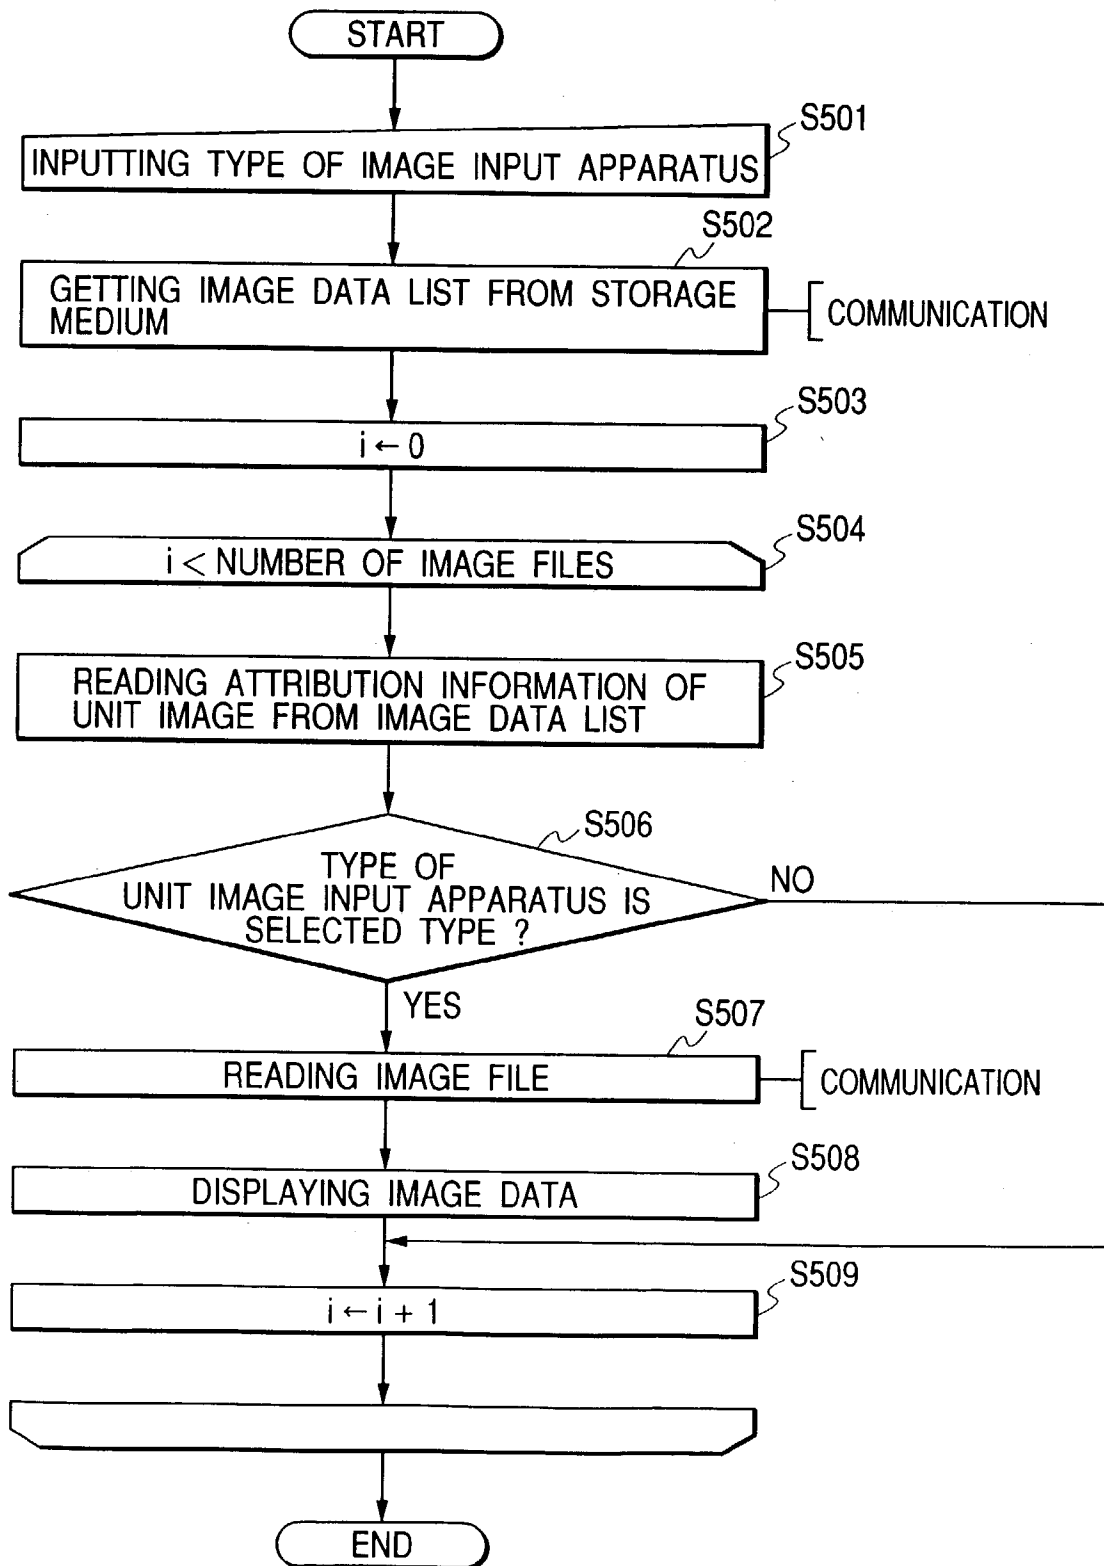 START
S501
INPUTTING TYPE OF IMAGE INPUT APPARATUS
S502
GETTING IMAGE DATA LIST FROM STORAGE
MEDIUM
COMMUNICATION
S503
i ← 0
S504
i < NUMBER OF IMAGE FILES
S505
READING ATTRIBUTION INFORMATION OF
UNIT IMAGE FROM IMAGE DATA LIST
S506
TYPE OF
UNIT IMAGE INPUT APPARATUS IS
SELECTED TYPE ?
NO
YES
S507
READING IMAGE FILE
COMMUNICATION
S508
DISPLAYING IMAGE DATA
S509
i ← i + 1
END